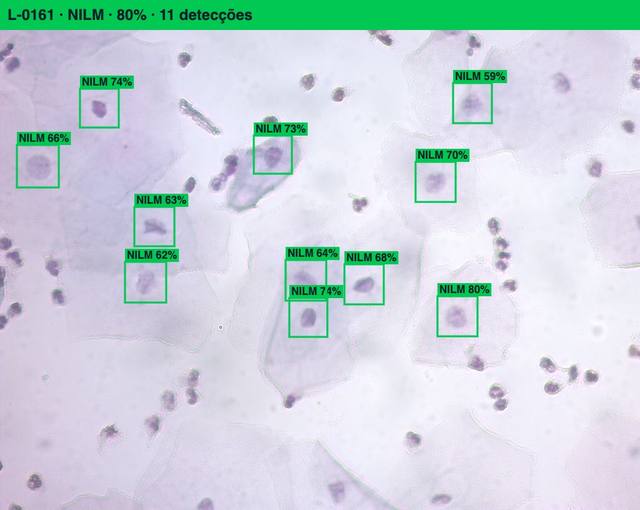 L-0161 · NILM · 80% · 11 detecções
NILM 74%
NILM 59%
NILM 73%
NILM 66%
NILM 70%
NILM 63%
NILM 62%
NILM 64%
NILM 68%
NILM 74%
NILM 80%